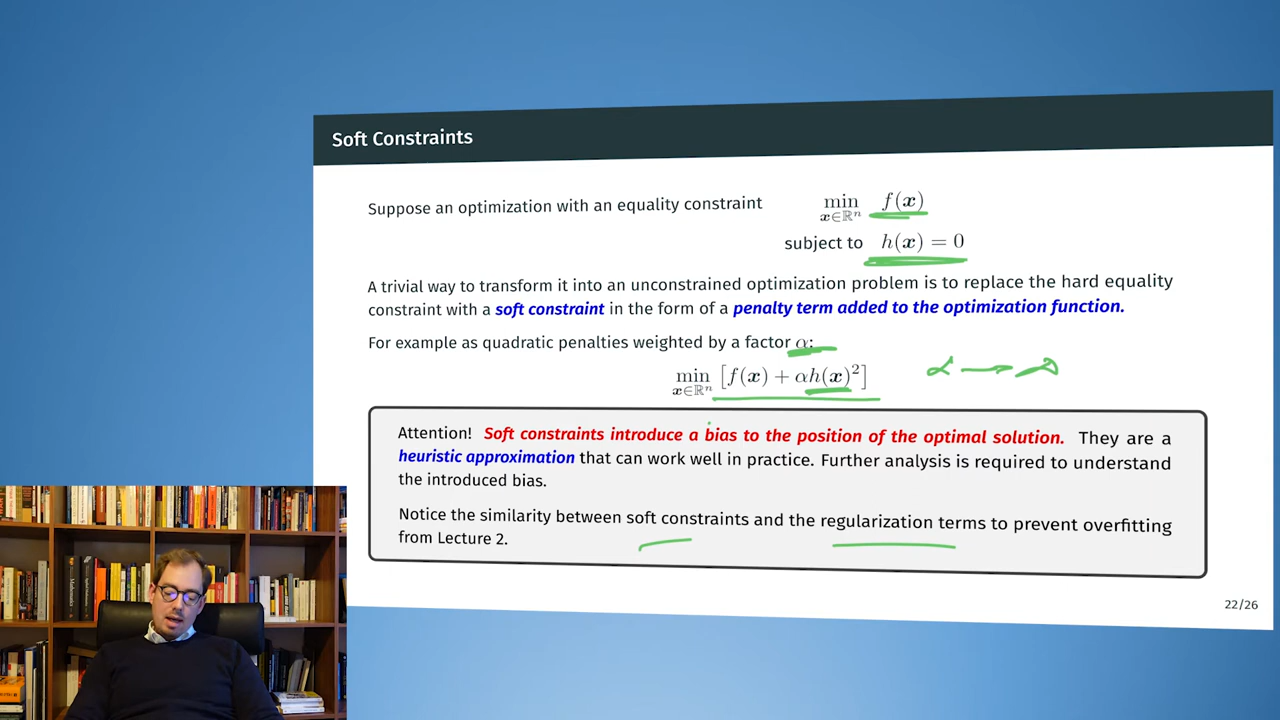 Soft Constraints
Suppose an optimization with an equality constraint
min f(x)
x∈ℝⁿ
subject to h(x) = 0
A trivial way to transform it into an unconstrained optimization problem is to replace the hard equality
constraint with a soft constraint in the form of a penalty term added to the optimization function.
For example as quadratic penalties weighted by a factor α:
min [f(x) + αh(x)²]
x∈ℝⁿ
α → ∞
Attention! Soft constraints introduce a bias to the position of the optimal solution. They are a
heuristic approximation that can work well in practice. Further analysis is required to understand
the introduced bias.
Notice the similarity between soft constraints and the regularization terms to prevent overfitting
from Lecture 2.
22/26